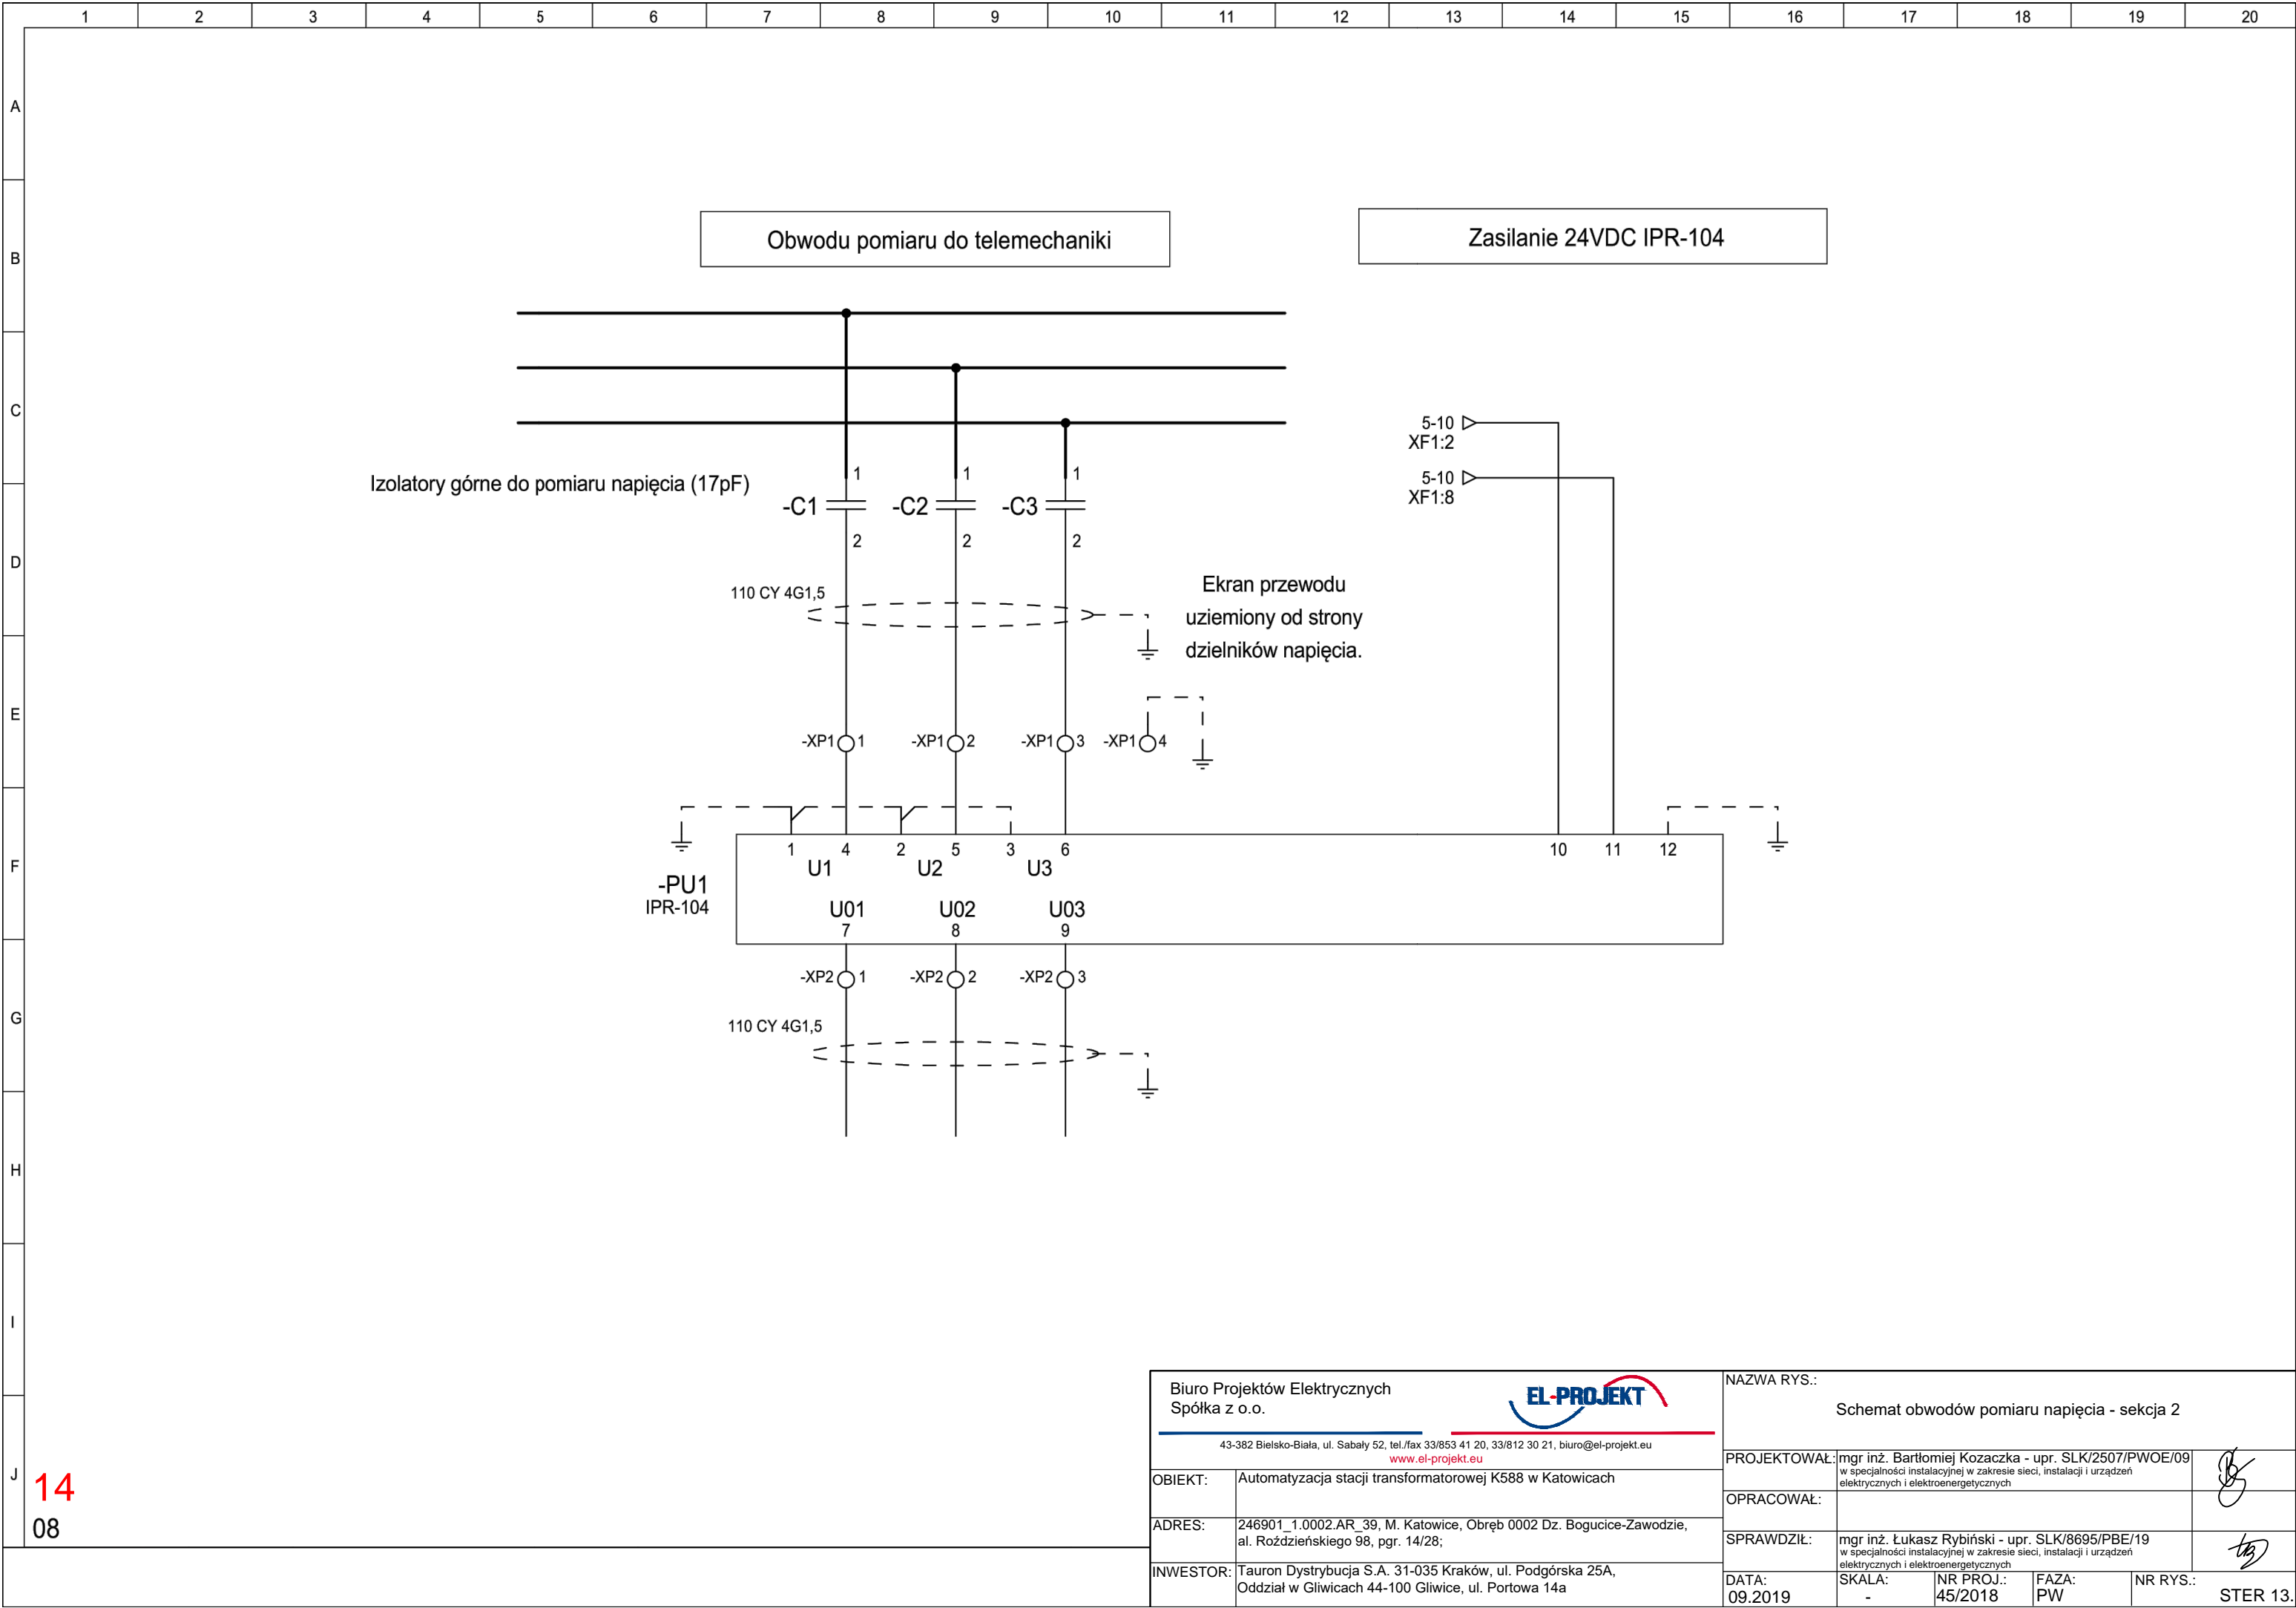 1 2 3 4 5 6 7 8 9 10 11 12 13 14 15 16 17 18 19 20
A
B
C
D
E
F
G
H
I
J
Obwodu pomiaru do telemechaniki
Zasilanie 24VDC IPR-104
5-10
XF1:2
5-10
XF1:8
Izolatory górne do pomiaru napięcia (17pF)
1 1 1
-C1 -C2 -C3
2 2 2
110 CY 4G1,5
Ekran przewodu
uziemiony od strony
dzielników napięcia.
-XP1 1 -XP1 2 -XP1 3 -XP1 4
1 4 2 5 3 6 10 11 12
U1 U2 U3
-PU1
IPR-104
U01 U02 U03
7 8 9
-XP2 1 -XP2 2 -XP2 3
110 CY 4G1,5
14
08
Biuro Projektów Elektrycznych
Spółka z o.o.
EL-PROJEKT
43-382 Bielsko-Biała, ul. Sabały 52, tel./fax 33/853 41 20, 33/812 30 21, biuro@el-projekt.eu
www.el-projekt.eu
OBIEKT: Automatyzacja stacji transformatorowej K588 w Katowicach
ADRES: 246901_1.0002.AR_39, M. Katowice, Obręb 0002 Dz. Bogucice-Zawodzie,
al. Roździeńskiego 98, pgr. 14/28;
INWESTOR: Tauron Dystrybucja S.A. 31-035 Kraków, ul. Podgórska 25A,
Oddział w Gliwicach 44-100 Gliwice, ul. Portowa 14a
NAZWA RYS.:
Schemat obwodów pomiaru napięcia - sekcja 2
PROJEKTOWAŁ: mgr inż. Bartłomiej Kozaczka - upr. SLK/2507/PWOE/09
w specjalności instalacyjnej w zakresie sieci, instalacji i urządzeń
elektrycznych i elektroenergetycznych
OPRACOWAŁ:
SPRAWDZIŁ: mgr inż. Łukasz Rybiński - upr. SLK/8695/PBE/19
w specjalności instalacyjnej w zakresie sieci, instalacji i urządzeń
elektrycznych i elektroenergetycznych
DATA: SKALA: NR PROJ.: FAZA: NR RYS.:
09.2019 - 45/2018 PW STER 13.